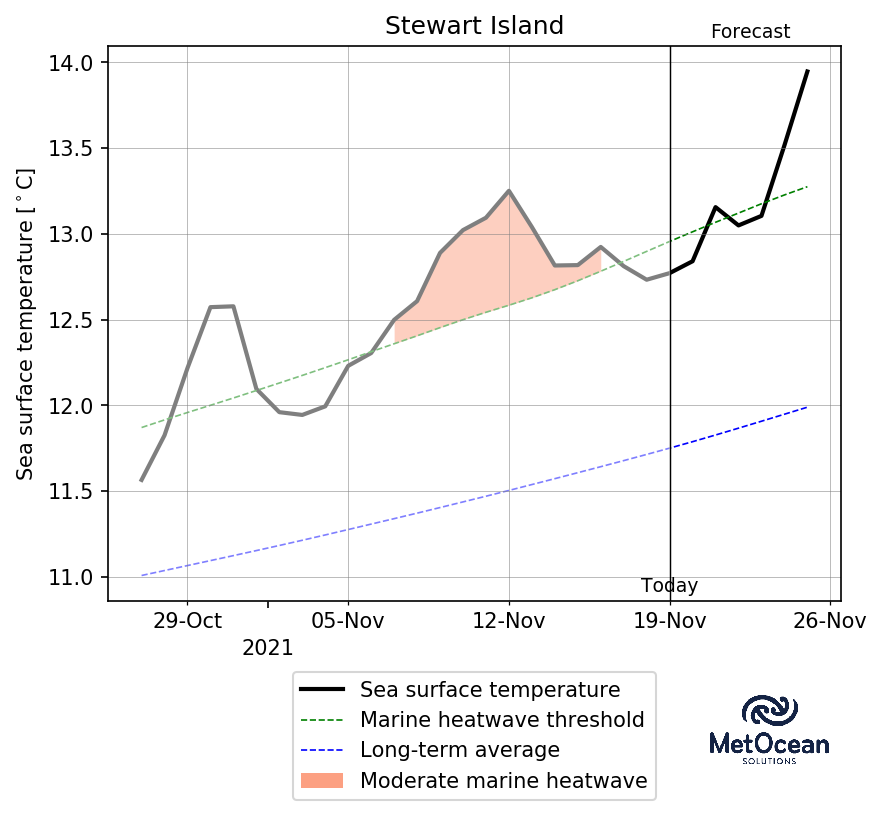 Stewart Island
Forecast
14.0
13.5
13.0
12.5
12.0
11.5
11.0
Sea surface temperature [°C]
Today
29-Oct
05-Nov
12-Nov
19-Nov
26-Nov
2021
Sea surface temperature
Marine heatwave threshold
Long-term average
Moderate marine heatwave
MetOcean
SOLUTIONS